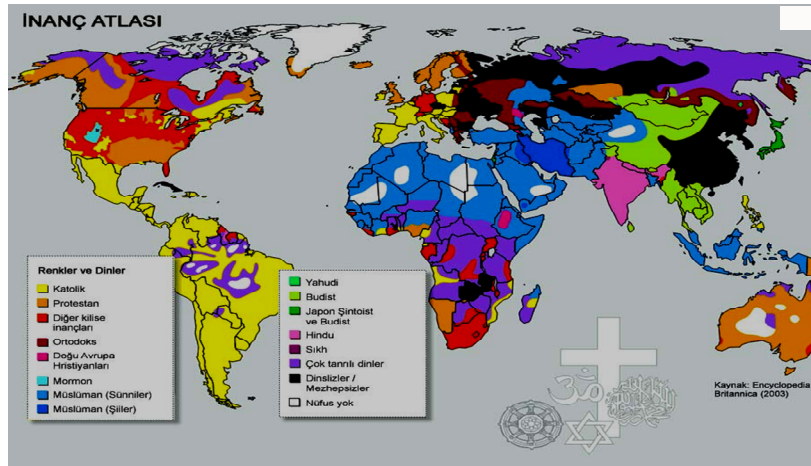 İNANÇ ATLASI
Renkler ve Dinler
Katolik
Protestan
Diğer kilise
inançları
Ortodoks
Doğu Avrupa
Hristiyanları
Mormon
Müslüman (Sünniler)
Müslüman (Şiiler)
Yahudi
Budist
Japon Şintoist
ve Budist
Hindu
Sıkh
Çok tanrılı dinler
Dinsizler /
Mezhepsizler
Nüfus yok
Kaynak: Encyclopedia
Britannica (2003)